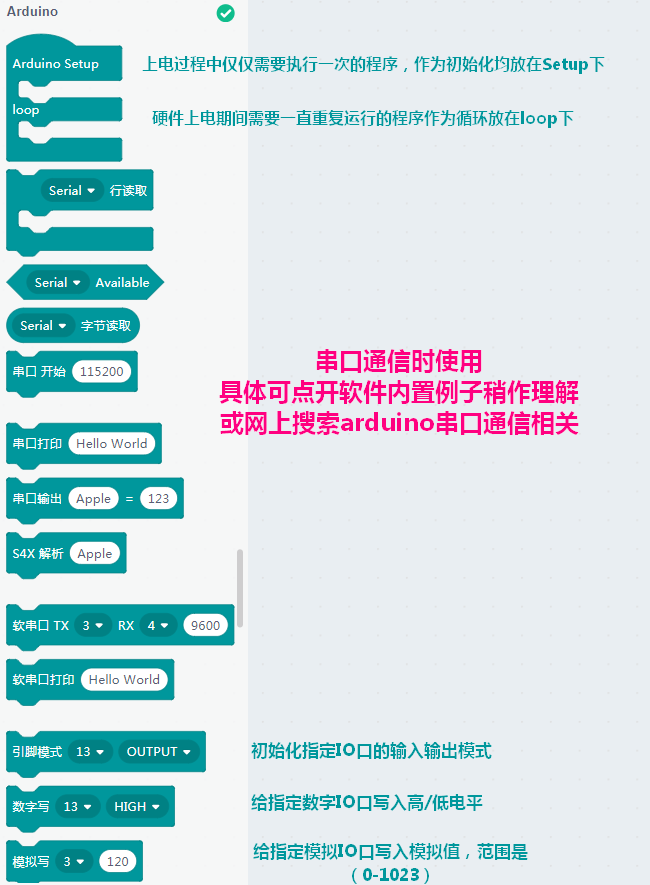 Arduino
Arduino Setup
上电过程中仅仅需要执行一次的程序，作为初始化均放在Setup下
loop
硬件上电期间需要一直重复运行的程序作为循环放在loop下
Serial 行读取
Serial Available
Serial 字节读取
串口通信时使用
串口 开始 115200
具体可点开软件内置例子稍作理解
或网上搜索arduino串口通信相关
串口打印 Hello World
串口输出 Apple = 123
S4X 解析 Apple
软串口 TX 3 RX 4 9600
软串口打印 Hello World
引脚模式 13 OUTPUT
初始化指定IO口的输入输出模式
数字写 13 HIGH
给指定数字IO口写入高/低电平
模拟写 3 120
给指定模拟IO口写入模拟值，范围是
（0-1023）